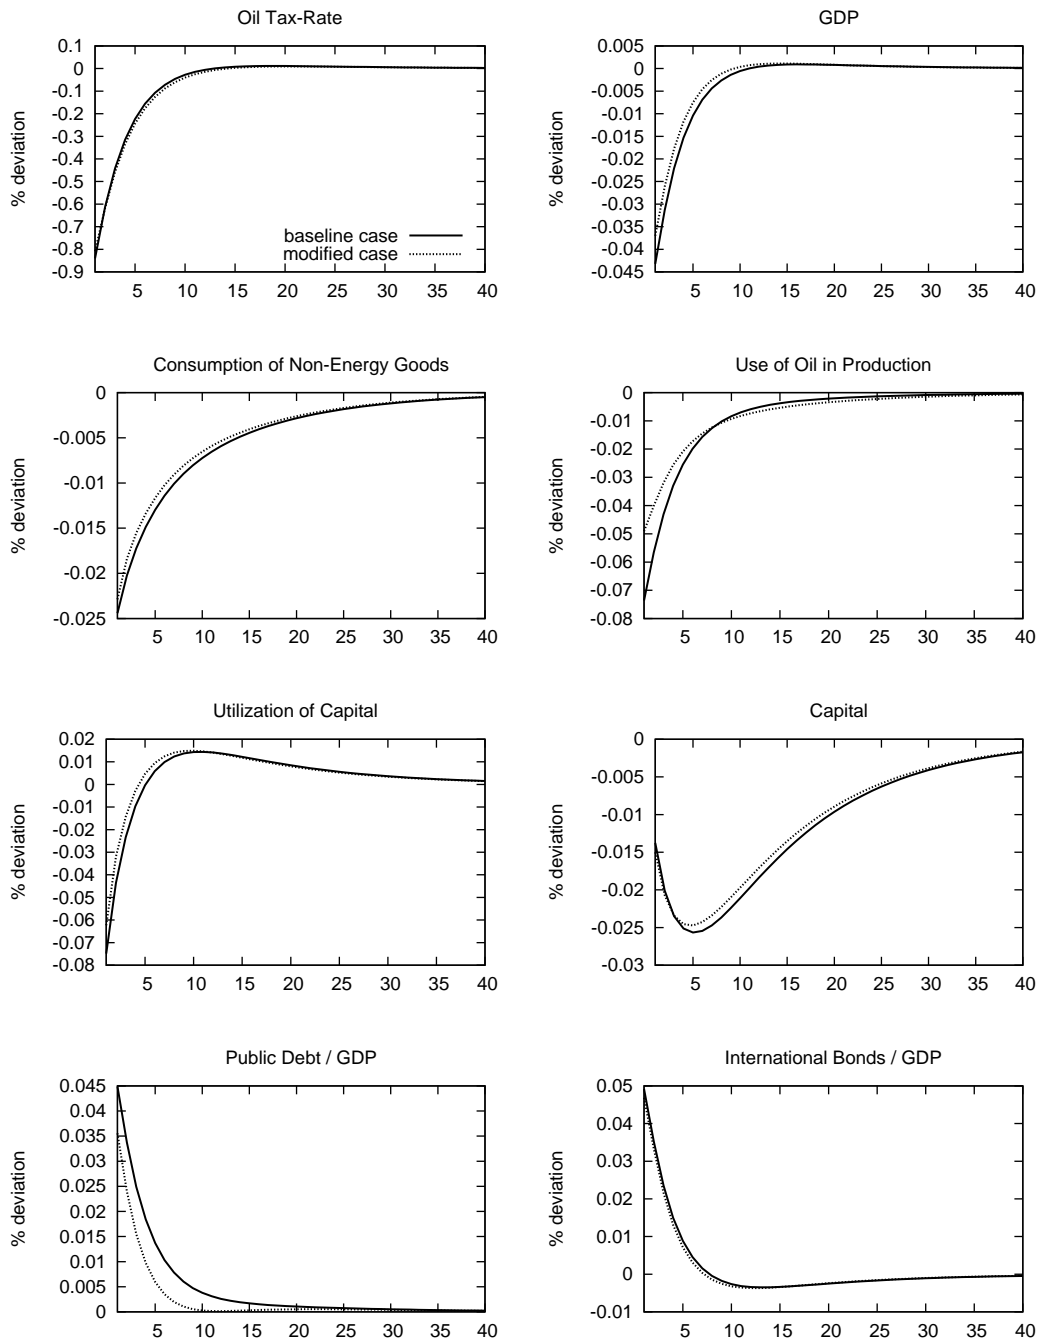 Oil Tax-Rate
% deviation
0.1
0
-0.1
-0.2
-0.3
-0.4
-0.5
-0.6
-0.7
-0.8
-0.9
baseline case
modified case
5 10 15 20 25 30 35 40
GDP
% deviation
0.005
0
-0.005
-0.01
-0.015
-0.02
-0.025
-0.03
-0.035
-0.04
-0.045
5 10 15 20 25 30 35 40
Consumption of Non-Energy Goods
% deviation
0
-0.005
-0.01
-0.015
-0.02
-0.025
5 10 15 20 25 30 35 40
Use of Oil in Production
% deviation
0
-0.01
-0.02
-0.03
-0.04
-0.05
-0.06
-0.07
-0.08
5 10 15 20 25 30 35 40
Utilization of Capital
% deviation
0.02
0.01
0
-0.01
-0.02
-0.03
-0.04
-0.05
-0.06
-0.07
-0.08
5 10 15 20 25 30 35 40
Capital
% deviation
0
-0.005
-0.01
-0.015
-0.02
-0.025
-0.03
5 10 15 20 25 30 35 40
Public Debt / GDP
% deviation
0.045
0.04
0.035
0.03
0.025
0.02
0.015
0.01
0.005
0
5 10 15 20 25 30 35 40
International Bonds / GDP
% deviation
0.05
0.04
0.03
0.02
0.01
0
-0.01
5 10 15 20 25 30 35 40